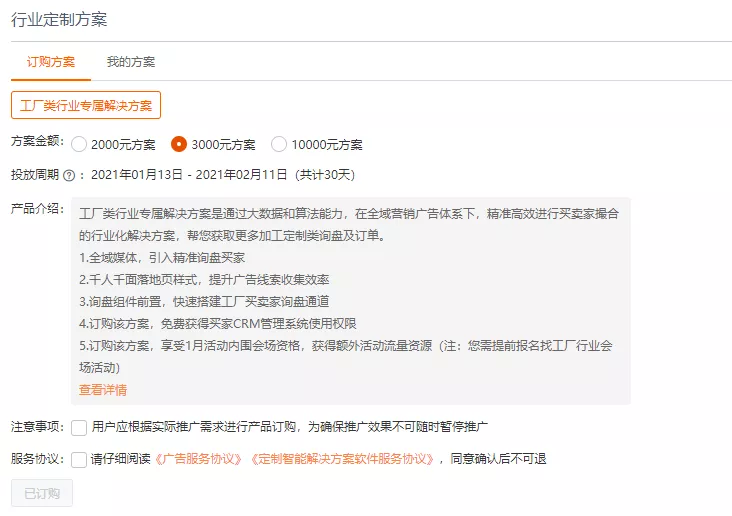 行业定制方案
订购方案 我的方案
工厂类行业专属解决方案
方案金额： 2000元方案 3000元方案 10000元方案
投放周期 ? ：2021年01月13日 - 2021年02月11日（共计30天）
产品介绍： 工厂类行业专属解决方案是通过大数据和算法能力，在全域营销广告体系下，精准高效进行买卖家撮合
的行业化解决方案，帮您获取更多加工定制类询盘及订单。
1.全域媒体，引入精准询盘买家
2.千人千面落地页样式，提升广告线索收集效率
3.询盘组件前置，快速搭建工厂买卖家询盘通道
4.订购该方案，免费获得买家CRM管理系统使用权限
5.订购该方案，享受1月活动内围会场资格，获得额外活动流量资源（注：您需提前报名找工厂行业会
场活动）
查看详情
注意事项： 用户应根据实际推广需求进行产品订购，为确保推广效果不可随时暂停推广
服务协议： 请仔细阅读《广告服务协议》《定制智能解决方案软件服务协议》，同意确认后不可退
已订购